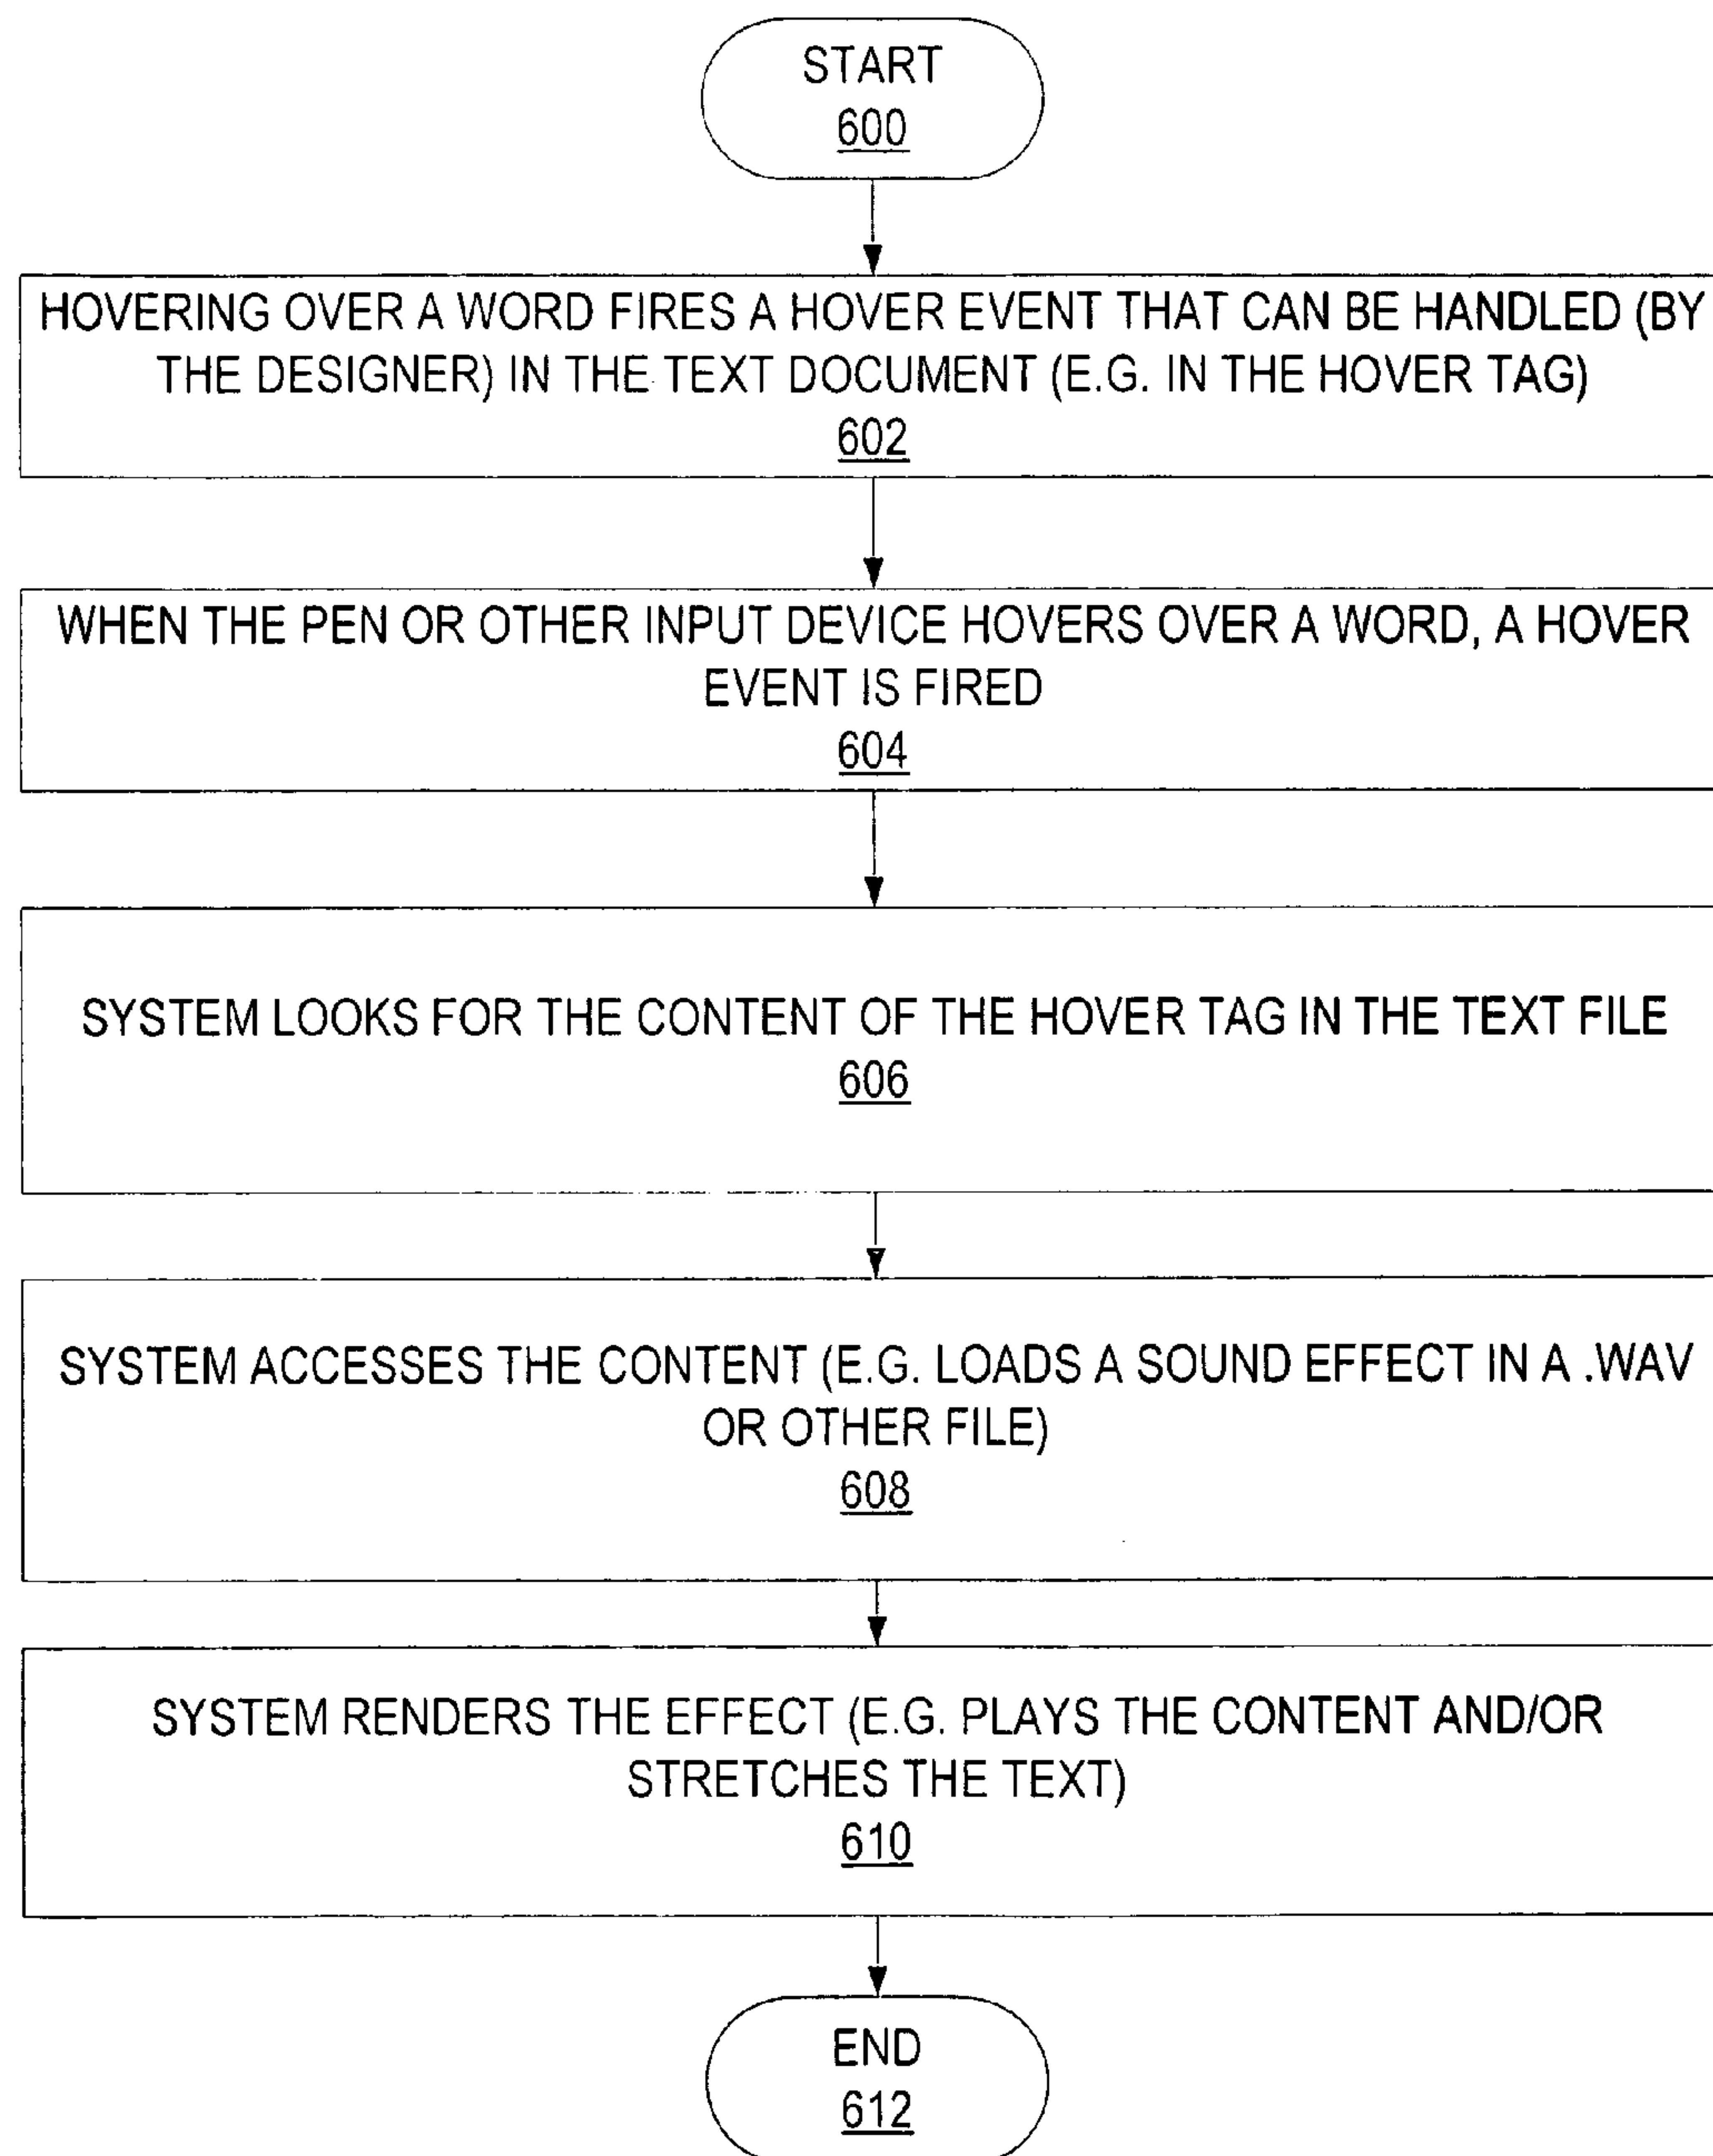 START
600
HOVERING OVER A WORD FIRES A HOVER EVENT THAT CAN BE HANDLED (BY
THE DESIGNER) IN THE TEXT DOCUMENT (E.G. IN THE HOVER TAG)
602
WHEN THE PEN OR OTHER INPUT DEVICE HOVERS OVER A WORD, A HOVER
EVENT IS FIRED
604
SYSTEM LOOKS FOR THE CONTENT OF THE HOVER TAG IN THE TEXT FILE
606
SYSTEM ACCESSES THE CONTENT (E.G. LOADS A SOUND EFFECT IN A .WAV
OR OTHER FILE)
608
SYSTEM RENDERS THE EFFECT (E.G. PLAYS THE CONTENT AND/OR
STRETCHES THE TEXT)
610
END
612